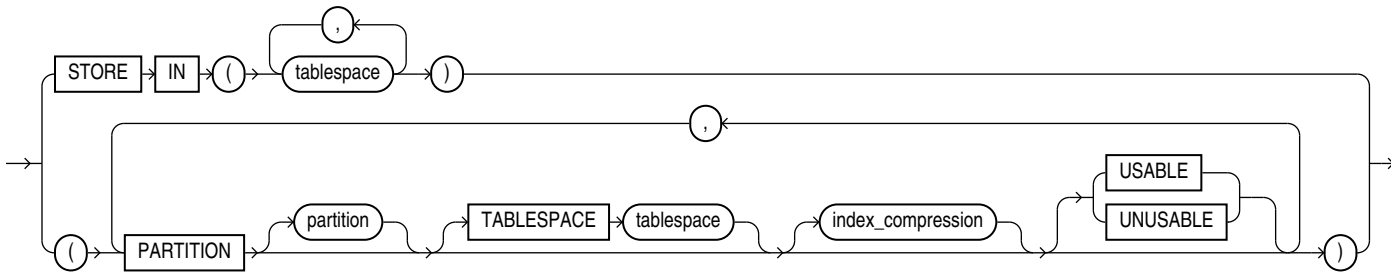 ,
STORE IN ( tablespace )
,
USABLE
partition TABLESPACE tablespace index_compression UNUSABLE
( PARTITION )